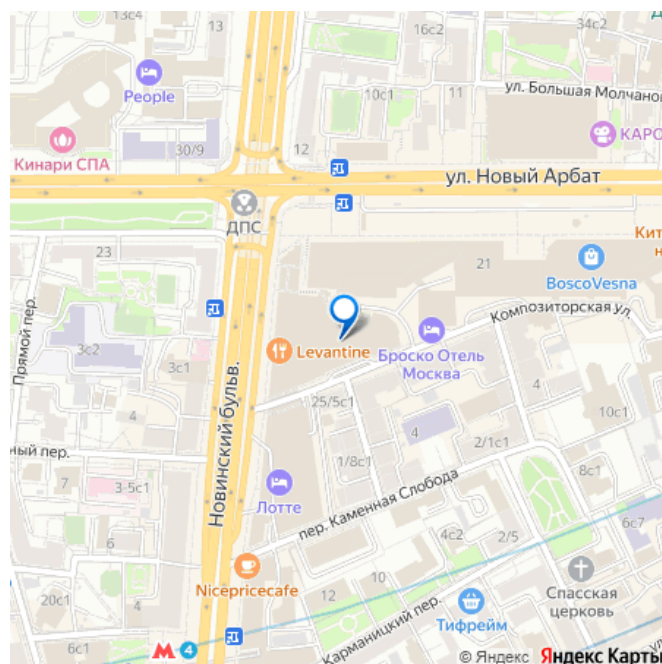 13с4
16с2
34с2
People
10с1
11
ул. Большая Молчанов
КАРО
Кинари СПА
30/9
12
ул. Новый Арбат
ДПС
23
21
Кит
н
BoscoVesna
Прямой пер.
3с2
3с1
Композиторская ул.
Levantine
Броско Отель
Москва
4
25/5с1
Новинский бульв.
10с1
4
ный пер.
2/1с1
7
1/8с1
8с1
3-5с1
Лотте
пер. Каменная Слобода
6с7
4с2
2/5
Nicepricecafe
12
10
Спасская
церковь
20с1
Карманицкий пер.
Тифрейм
6с1
4
© Яндекс Яндекс Карты